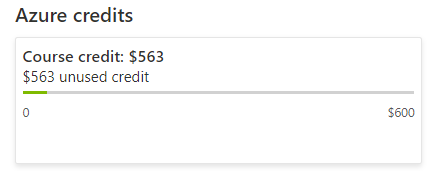 Azure credits
Course credit: $563
$563 unused credit
0 $600